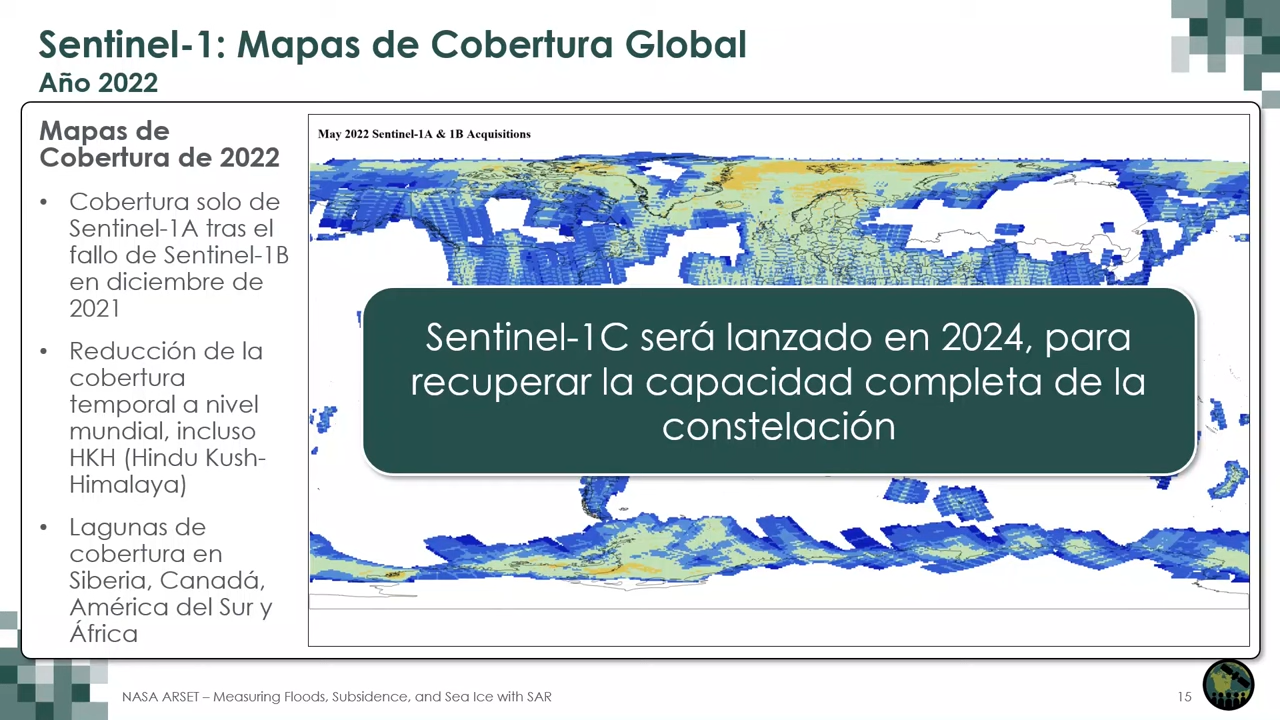 Sentinel-1: Mapas de Cobertura Global
Año 2022
Mapas de
Cobertura de 2022
• Cobertura solo de
Sentinel-1A tras el
fallo de Sentinel-1B
en diciembre de
2021
• Reducción de la
cobertura
temporal a nivel
mundial, incluso
HKH (Hindu Kush-
Himalaya)
• Lagunas de
cobertura en
Siberia, Canadá,
América del Sur y
África
May 2022 Sentinel-1A & 1B Acquisitions
Sentinel-1C será lanzado en 2024, para
recuperar la capacidad completa de la
constelación
NASA ARSET – Measuring Floods, Subsidence, and Sea Ice with SAR
15